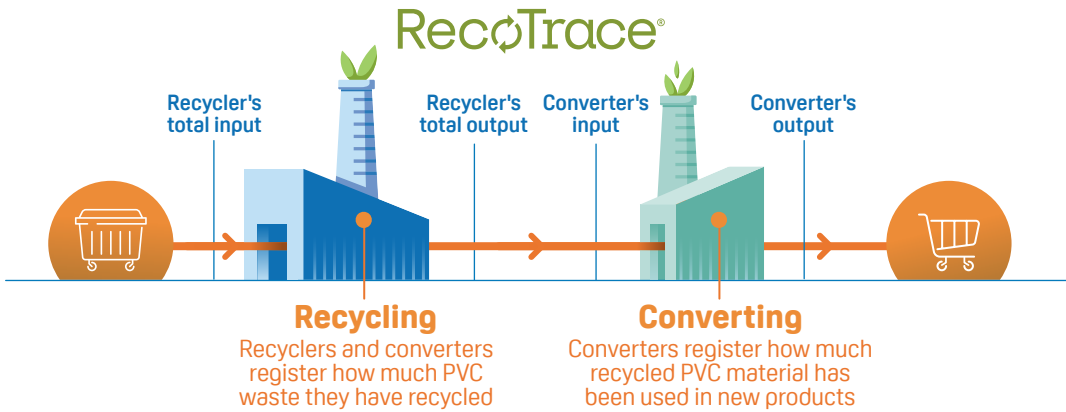 RecoTrace®
Recycler's
total input
Recycler's
total output
Converter's
input
Converter's
output
Recycling
Recyclers and converters
register how much PVC
waste they have recycled
Converting
Converters register how much
recycled PVC material has
been used in new products